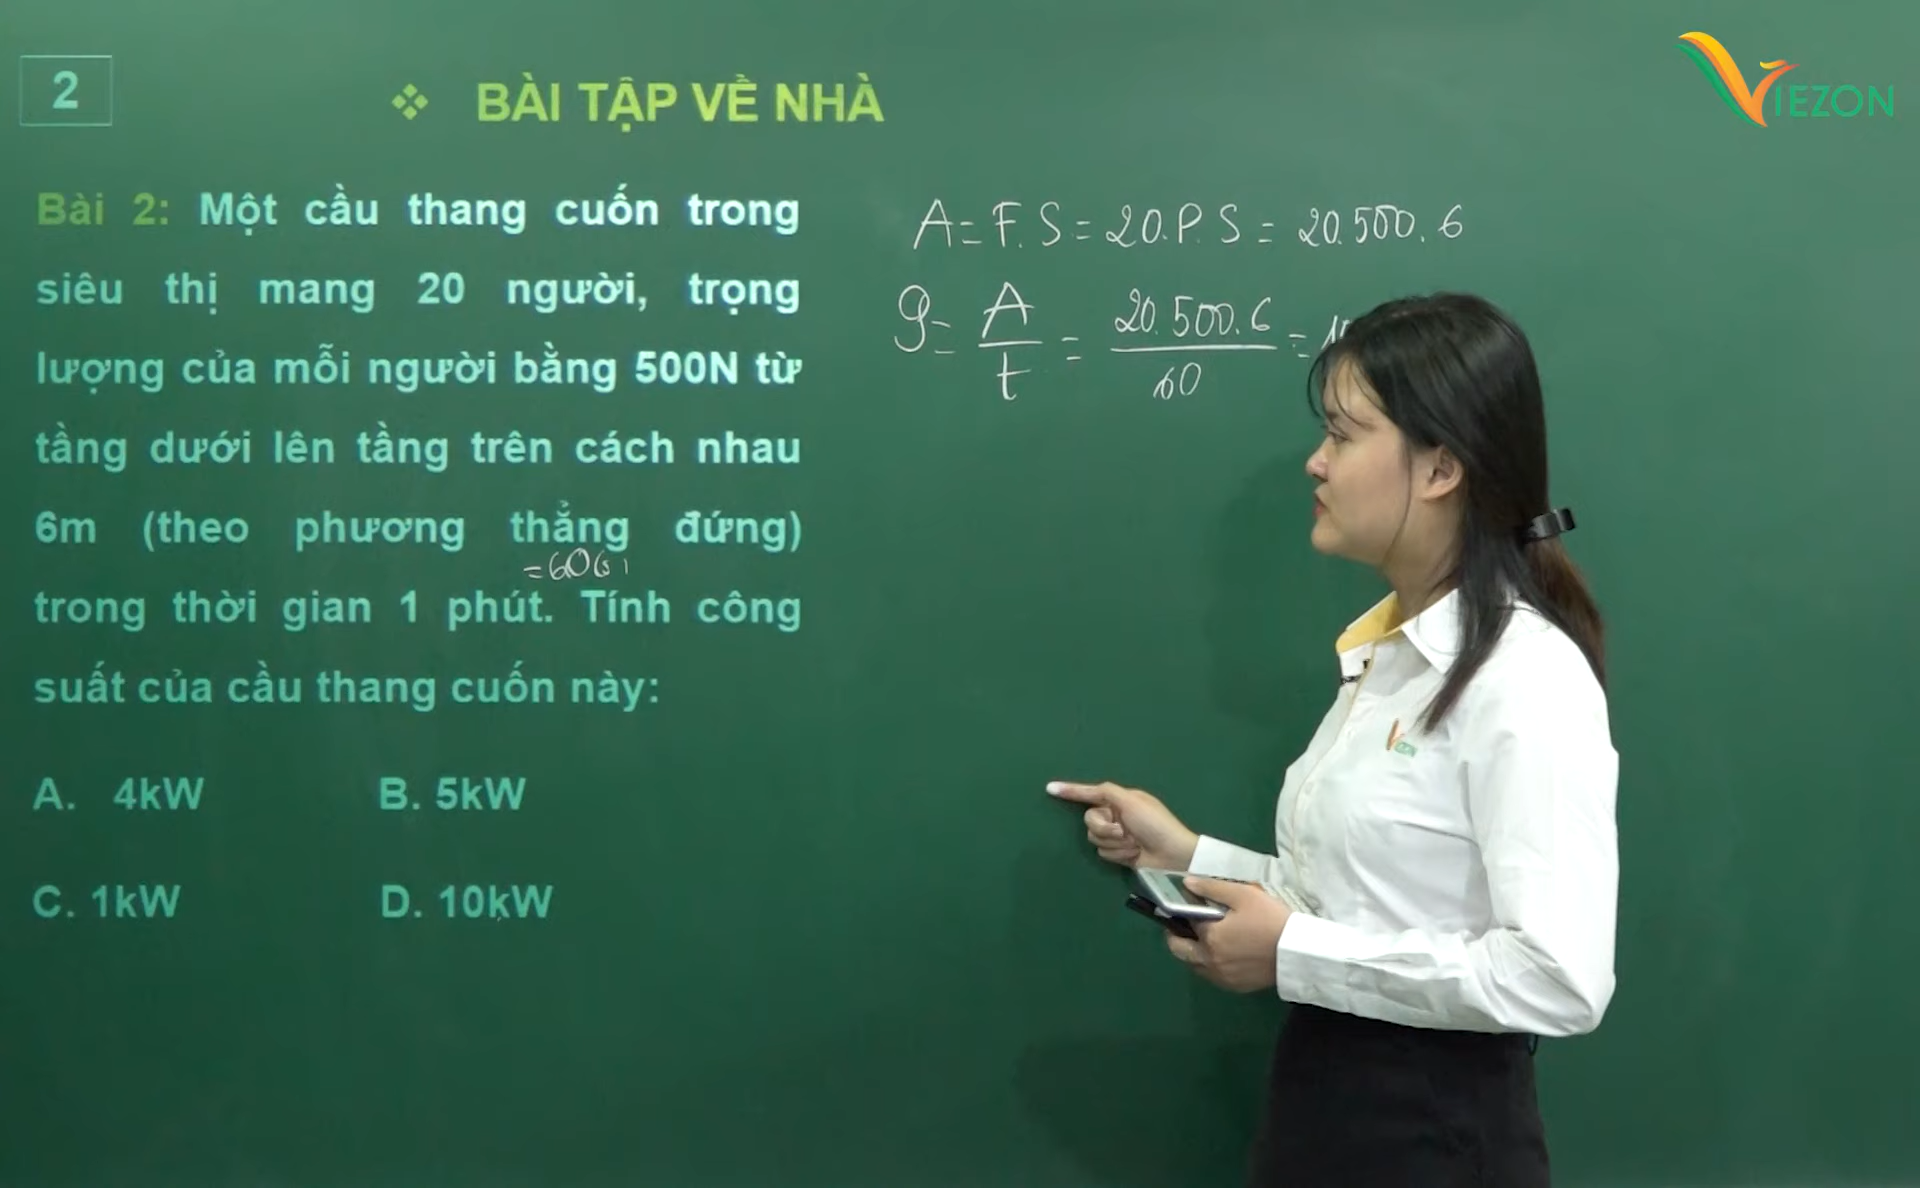 2
❖ BÀI TẬP VỀ NHÀ
VIEZON
Bài 2: Một cầu thang cuốn trong
siêu thị mang 20 người, trọng
lượng của mỗi người bằng 500N từ
tầng dưới lên tầng trên cách nhau
6m (theo phương thẳng đứng)
trong thời gian 1 phút. Tính công
suất của cầu thang cuốn này:
A. 4kW B. 5kW
C. 1kW D. 10kW
A = F.S = 20.P.S = 20.500.6
P = A/t = 20.500.6/60 =